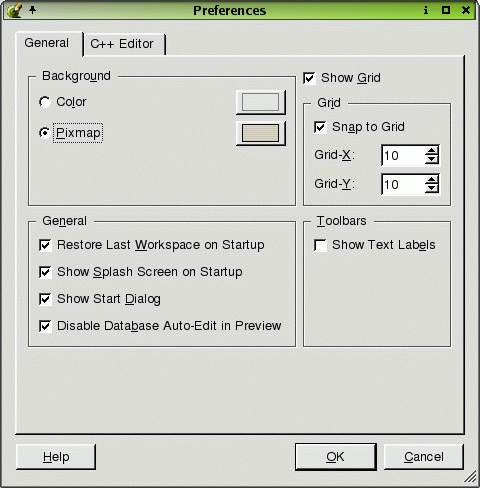 Preferences
General
C++ Editor
Background
Color
Pixmap
Show Grid
Grid
Snap to Grid
Grid-X: 10
Grid-Y: 10
General
Restore Last Workspace on Startup
Show Splash Screen on Startup
Show Start Dialog
Disable Database Auto-Edit in Preview
Toolbars
Show Text Labels
Help
OK
Cancel